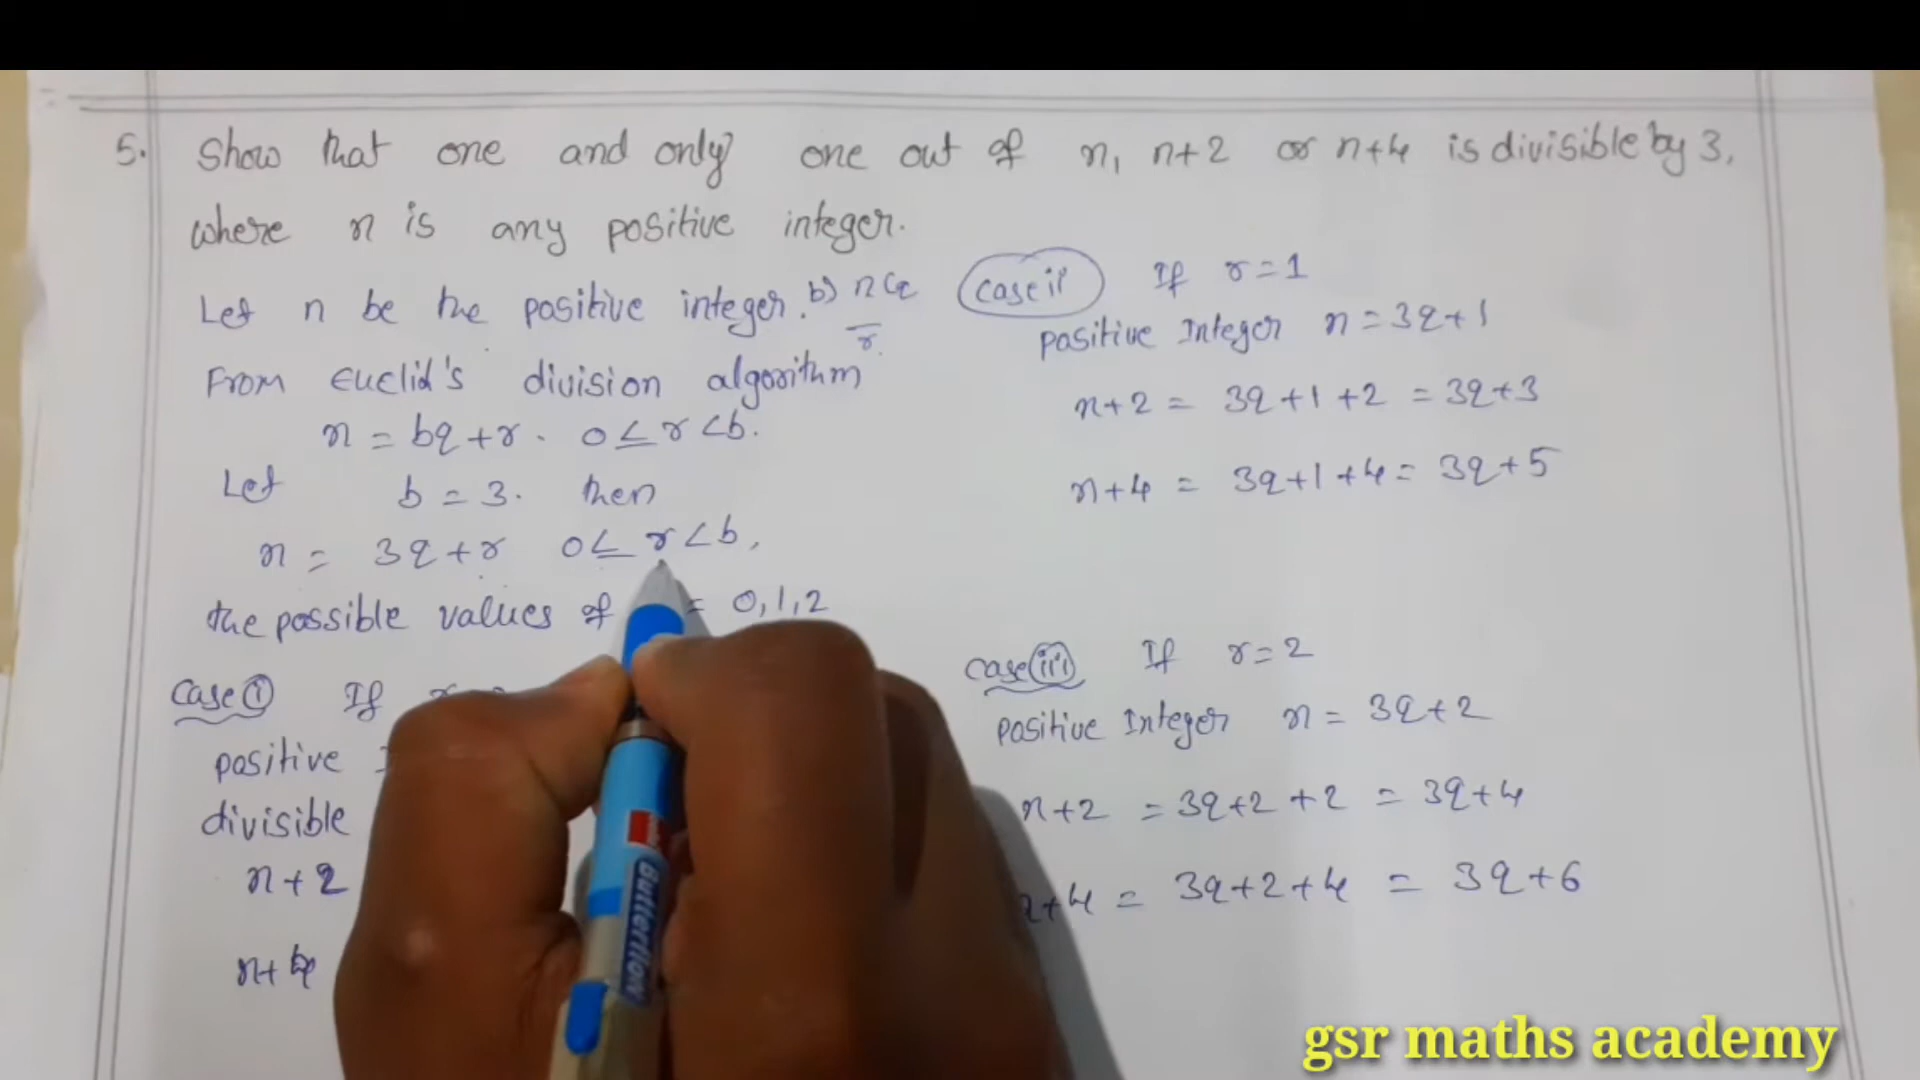 5. Show that one and only one out of n, n+2 or n+4 is divisible by 3,
where n is any positive integer.
Let n be the positive integer. b) n (q
r.
From Euclid's division algorithm
n = bq + r. 0 ≤ r < b.
Let b = 3. then
n = 3q + r 0 ≤ r < b,
the possible values of = 0, 1, 2
Case (i) If
positive
divisible
n + 2
n + 4
Case ii) If r = 1
positive Integer n = 3q + 1
n + 2 = 3q + 1 + 2 = 3q + 3
n + 4 = 3q + 1 + 4 = 3q + 5
Case (iii) If r = 2
positive Integer n = 3q + 2
n + 2 = 3q + 2 + 2 = 3q + 4
+ 4 = 3q + 2 + 4 = 3q + 6
gsr maths academy
Butterflow